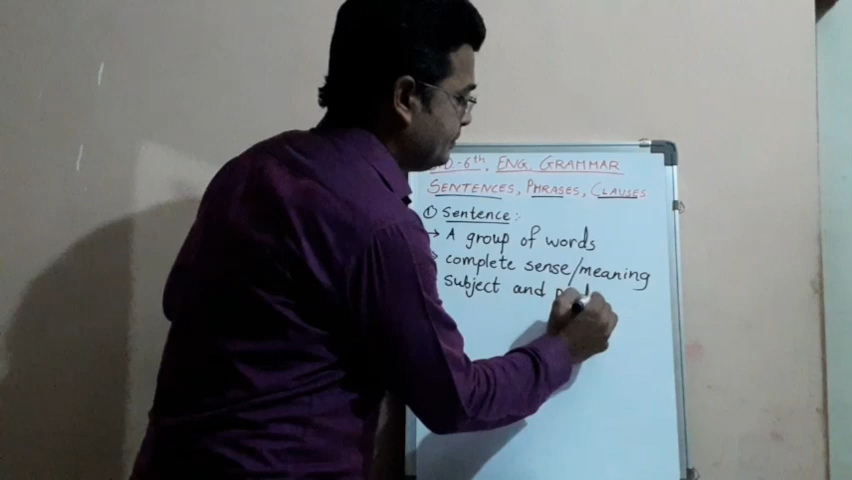 -6th, ENG. GRAMMAR
SENTENCES, PHRASES, CLAUSES
① Sentence:-
→ A group of words
complete sense/meaning
Subject and